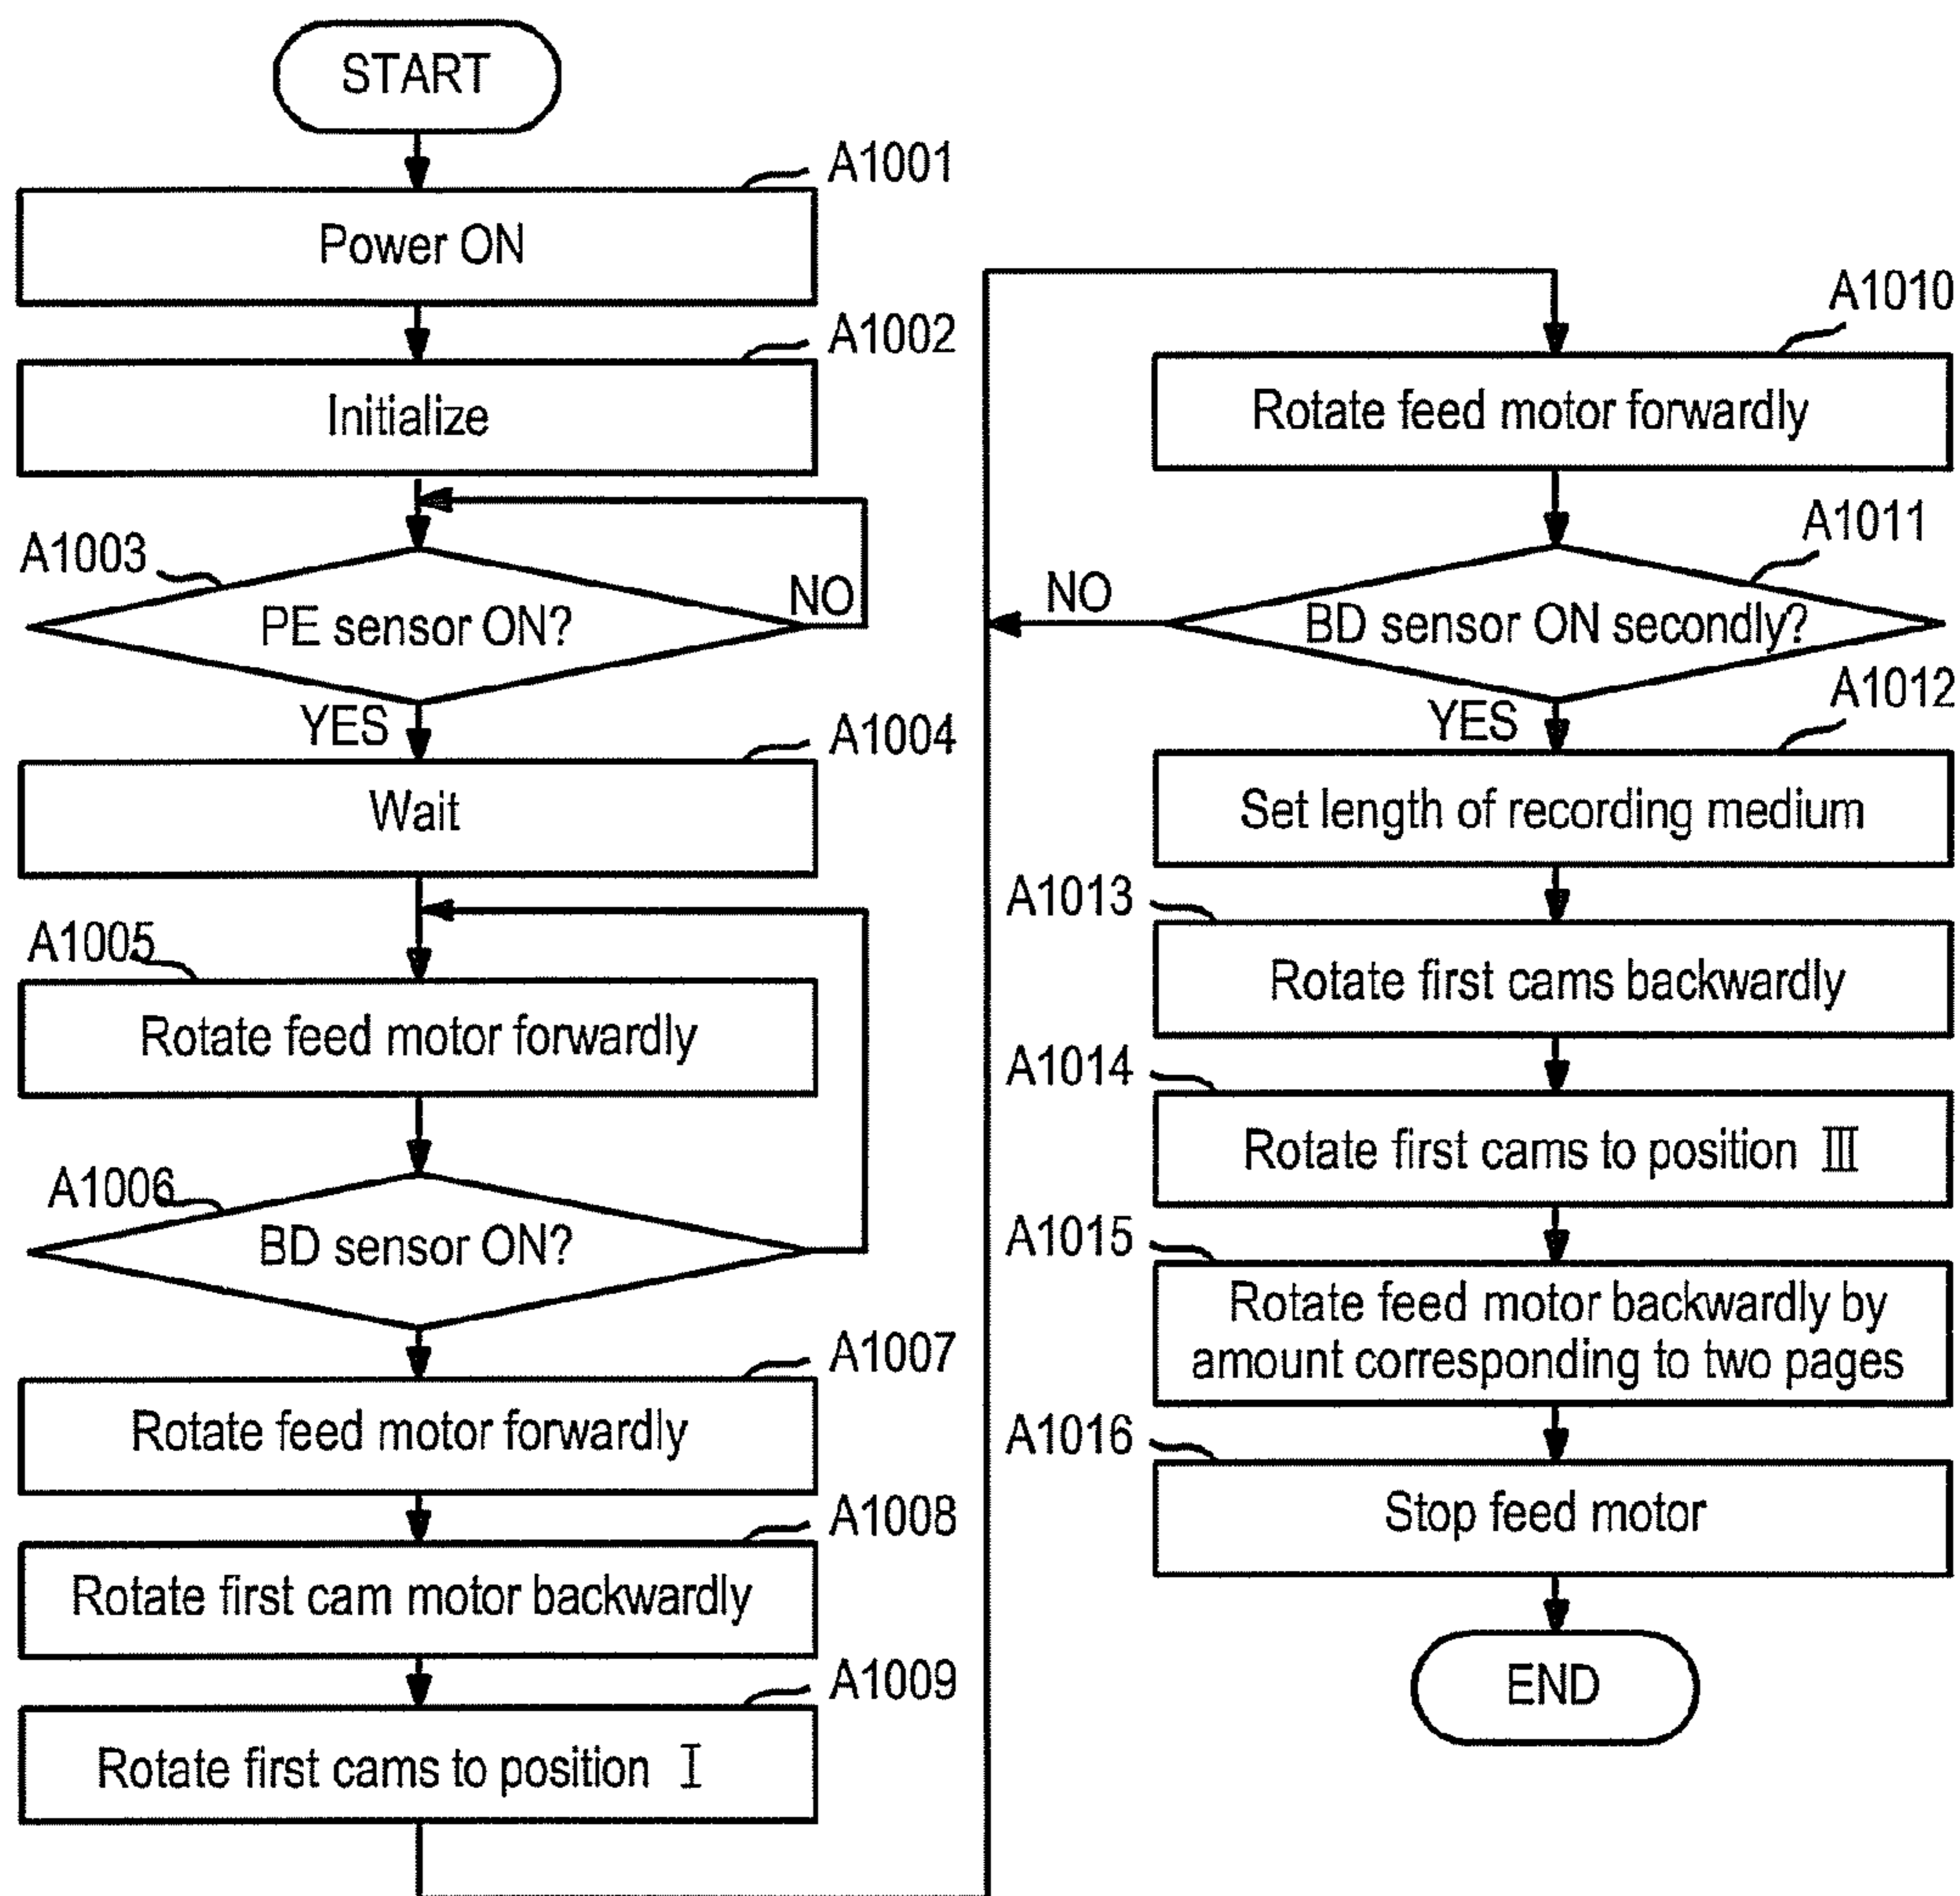 START
A1001
Power ON
A1002
Initialize
A1003
PE sensor ON?
NO
YES
A1004
Wait
A1005
Rotate feed motor forwardly
A1006
BD sensor ON?
A1007
Rotate feed motor forwardly
A1008
Rotate first cam motor backwardly
A1009
Rotate first cams to position Ⅰ
A1010
Rotate feed motor forwardly
A1011
NO
BD sensor ON secondly?
YES
A1012
Set length of recording medium
A1013
Rotate first cams backwardly
A1014
Rotate first cams to position Ⅲ
A1015
Rotate feed motor backwardly by
amount corresponding to two pages
A1016
Stop feed motor
END